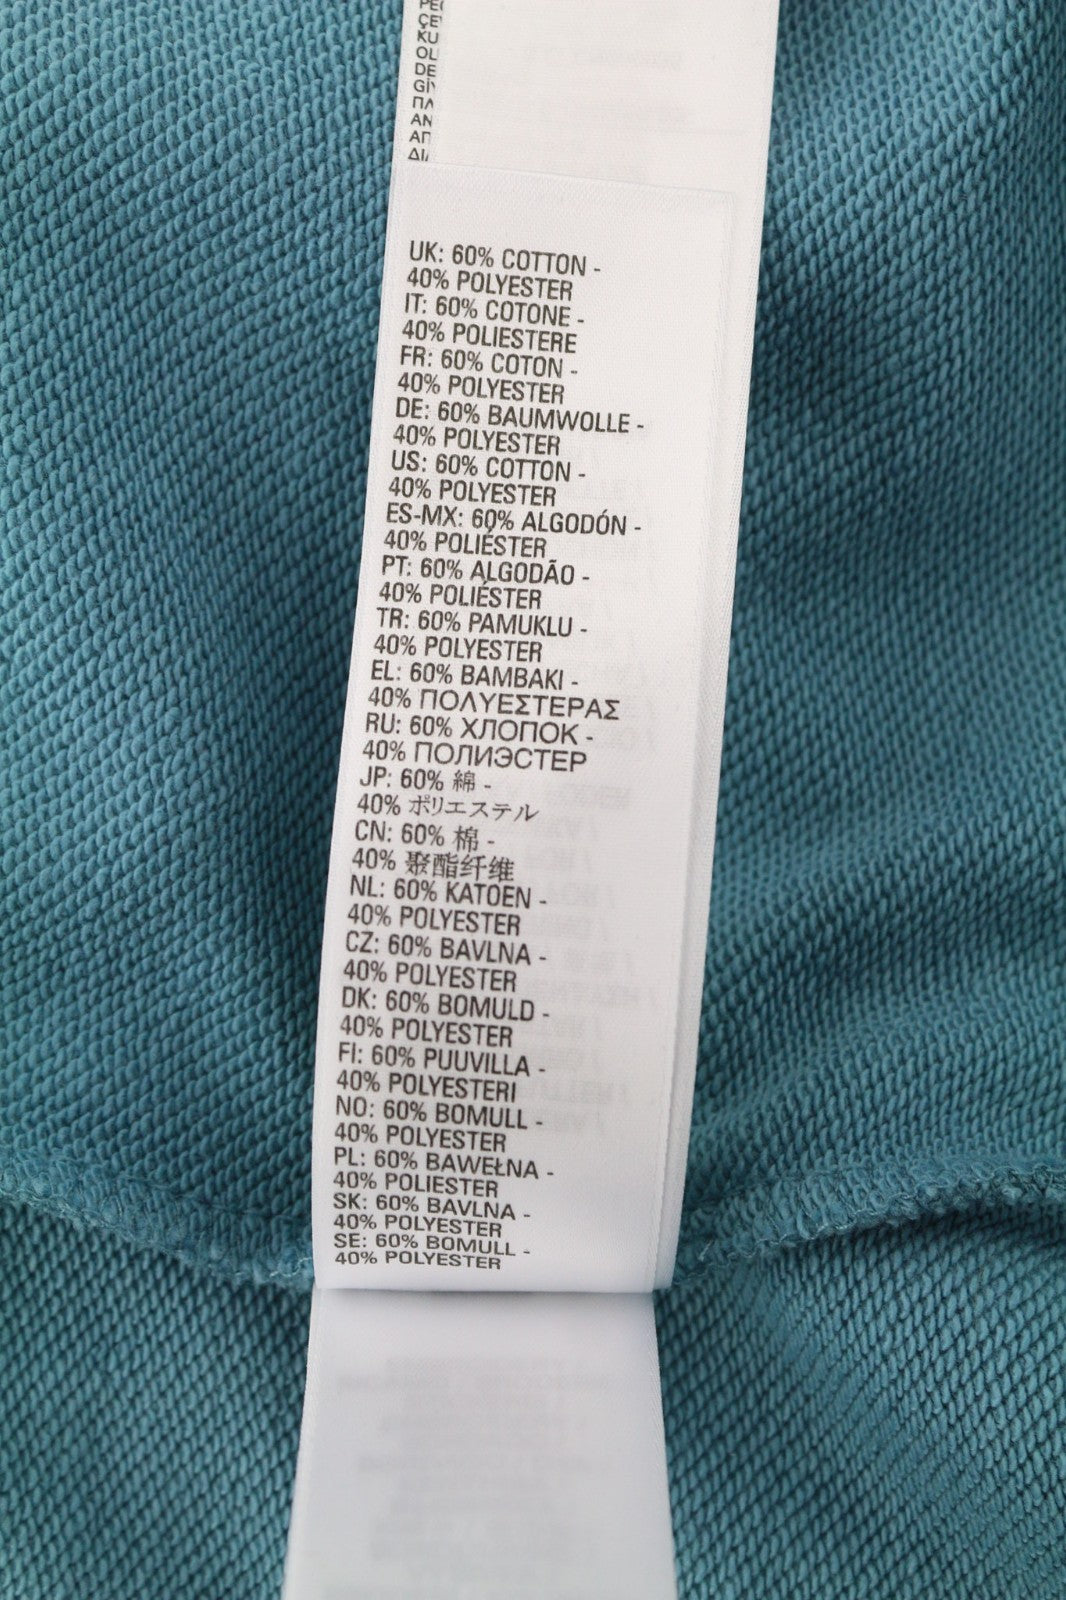 UK: 60% COTTON -
40% POLYESTER
IT: 60% COTONE -
40% POLIESTERE
FR: 60% COTON -
40% POLYESTER
DE: 60% BAUMWOLLE -
40% POLYESTER
US: 60% COTTON -
40% POLYESTER
ES-MX: 60% ALGODÓN -
40% POLIÉSTER
PT: 60% ALGODÃO -
40% POLIÉSTER
TR: 60% PAMUKLU -
40% POLYESTER
EL: 60% BAMBAKI -
40% ΠΟΛΥΕΣΤΕΡΑΣ
RU: 60% ХЛОПОК -
40% ПОЛИЭСТЕР
JP: 60% 綿 -
40% ポリエステル
CN: 60% 棉 -
40% 聚酯纤维
NL: 60% KATOEN -
40% POLYESTER
CZ: 60% BAVLNA -
40% POLYESTER
DK: 60% BOMULD -
40% POLYESTER
FI: 60% PUUVILLA -
40% POLYESTERI
NO: 60% BOMULL -
40% POLYESTER
PL: 60% BAWEŁNA -
40% POLIESTER
SK: 60% BAVLNA -
40% POLYESTER
SE: 60% BOMULL -
40% POLYESTER